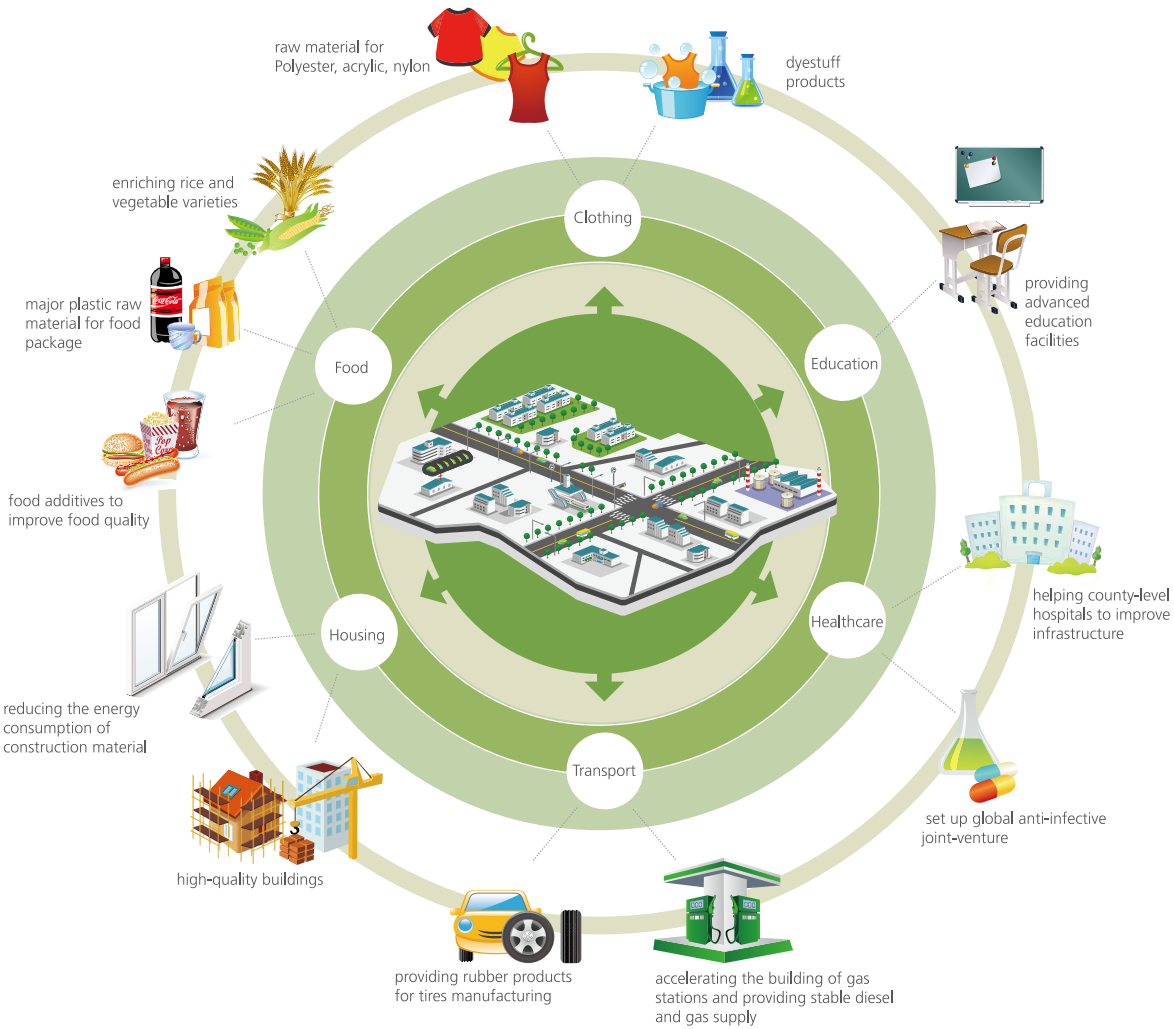 raw material for
Polyester, acrylic, nylon
dyestuff
products
enriching rice and
vegetable varieties
Clothing
major plastic raw
material for food
package
Coca-Cola
providing
advanced
education
facilities
Food
Education
Pop
Corn
food additives to
improve food quality
helping county-level
hospitals to improve
infrastructure
Housing
Healthcare
reducing the energy
consumption of
construction material
Transport
set up global anti-infective
joint-venture
high-quality buildings
providing rubber products
for tires manufacturing
accelerating the building of gas
stations and providing stable diesel
and gas supply